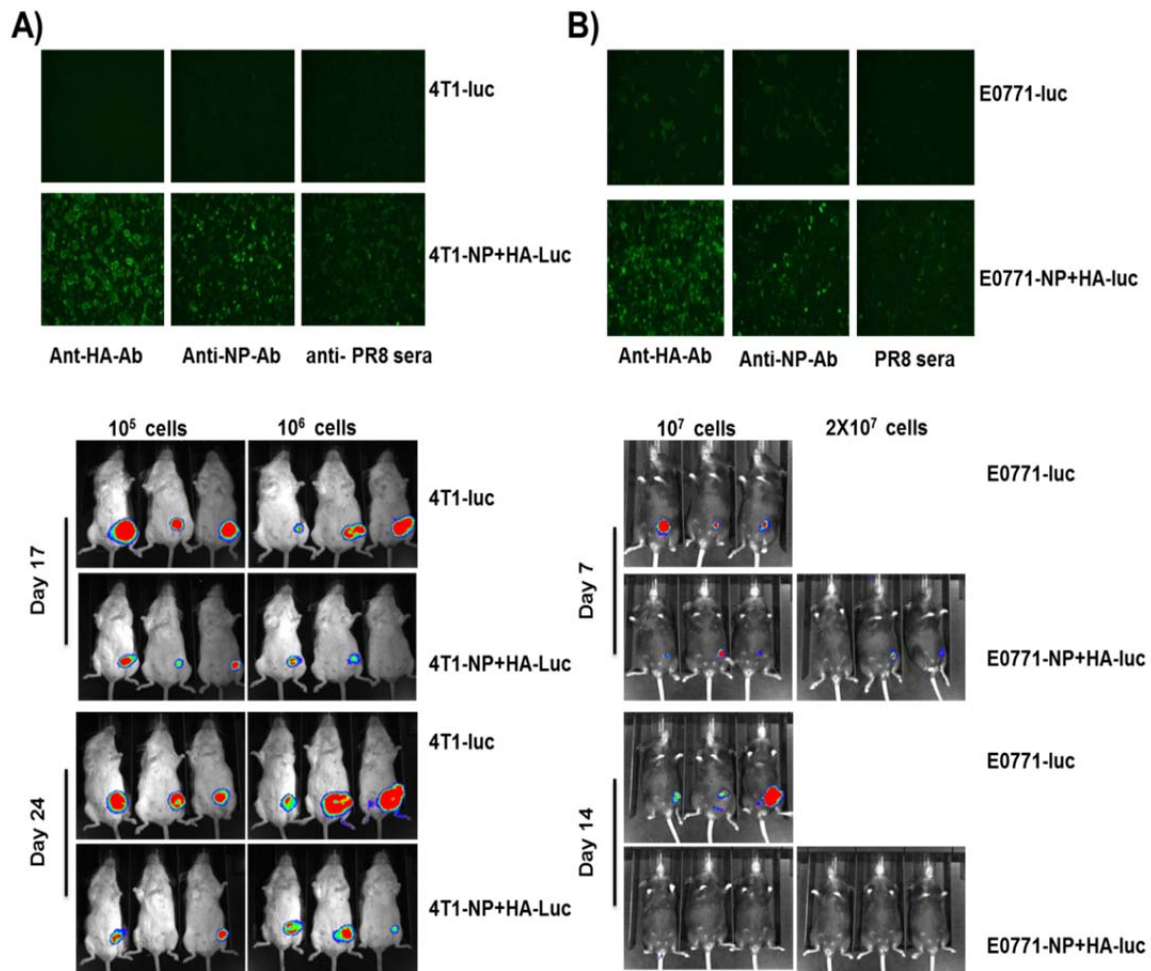 A)
4T1-luc
4T1-NP+HA-Luc
Ant-HA-Ab Anti-NP-Ab anti- PR8 sera
10⁵ cells 10⁶ cells
Day 17
4T1-luc
4T1-NP+HA-Luc
Day 24
4T1-luc
4T1-NP+HA-Luc
B)
E0771-luc
E0771-NP+HA-luc
Ant-HA-Ab Anti-NP-Ab PR8 sera
10⁷ cells 2X10⁷ cells
Day 7
E0771-luc
E0771-NP+HA-luc
Day 14
E0771-luc
E0771-NP+HA-luc